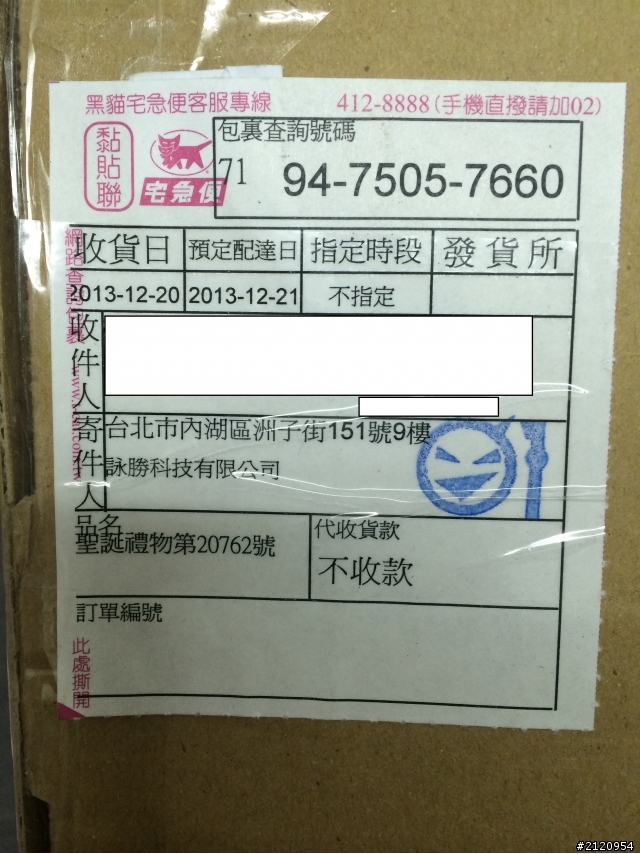 黑貓宅急便客服專線 412-8888(手機直撥請加02)
黏貼聯
宅急便
包裏查詢號碼
71 94-7505-7660
網路查詢包裹
收貨日 預定配達日 指定時段 發貨所
2013-12-20 2013-12-21 不指定
收件人
寄件人
台北市內湖區洲子街151號9樓
詠勝科技有限公司
品名
聖誕禮物第20762號
代收貨款
不收款
訂單編號
此處撕開
#2120954